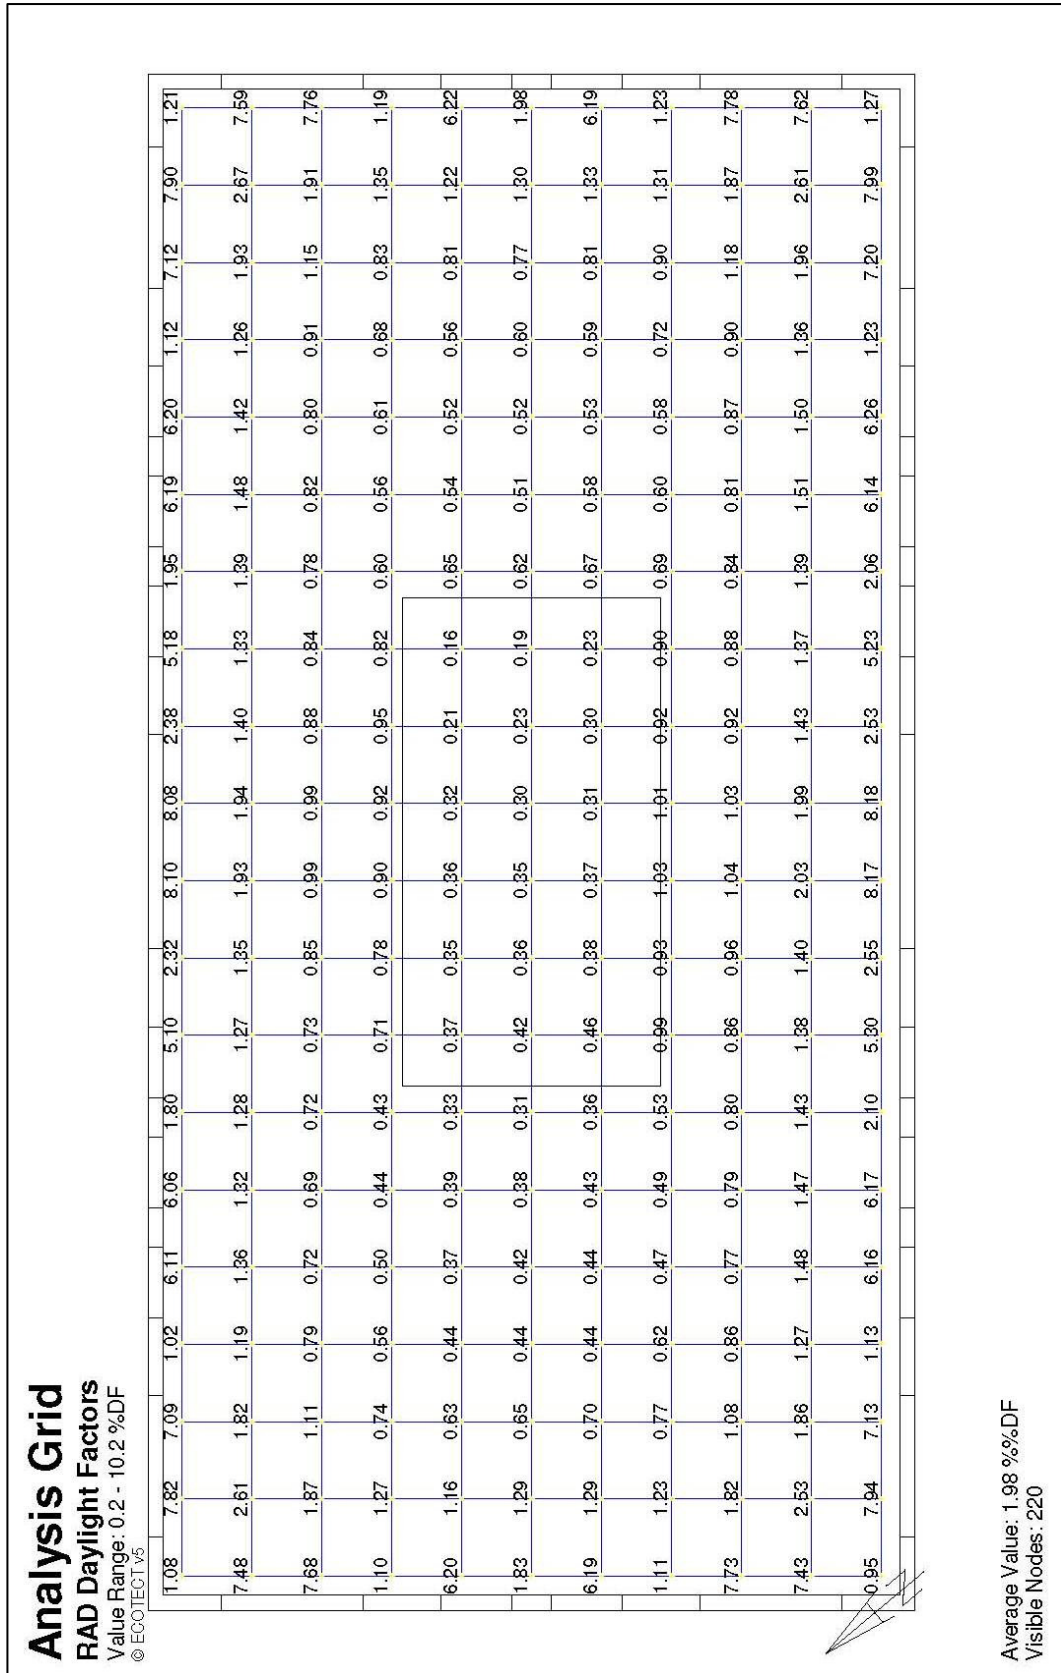 Analysis Grid
RAD Daylight Factors
Value Range: 0.2 - 10.2 %DF
© ECOTECT v5
1.08 7.82 7.09 1.02 6.11 6.06 1.80 5.10 2.32 8.10 8.08 2.38 5.18 1.95 6.19 6.20 1.12 7.12 7.90 1.21
7.48 2.61 1.82 1.19 1.36 1.32 1.28 1.27 1.35 1.93 1.94 1.40 1.33 1.39 1.48 1.42 1.26 1.93 2.67 7.59
7.68 1.87 1.11 0.79 0.72 0.69 0.72 0.73 0.85 0.99 0.99 0.88 0.84 0.78 0.82 0.80 0.91 1.15 1.91 7.76
1.10 1.27 0.74 0.56 0.50 0.44 0.43 0.71 0.78 0.90 0.92 0.95 0.82 0.60 0.56 0.61 0.68 0.83 1.35 1.19
6.20 1.16 0.63 0.44 0.37 0.39 0.33 0.37 0.35 0.36 0.32 0.21 0.16 0.65 0.54 0.52 0.56 0.81 1.22 6.22
1.83 1.29 0.65 0.44 0.42 0.38 0.31 0.42 0.36 0.35 0.30 0.23 0.19 0.62 0.51 0.52 0.60 0.77 1.30 1.98
6.19 1.29 0.70 0.44 0.44 0.43 0.36 0.46 0.38 0.37 0.31 0.30 0.23 0.67 0.58 0.53 0.59 0.81 1.33 6.19
1.11 1.23 0.77 0.62 0.47 0.49 0.53 0.99 0.93 1.03 1.01 0.92 0.90 0.69 0.60 0.58 0.72 0.90 1.31 1.23
7.73 1.82 1.08 0.86 0.77 0.79 0.80 0.86 0.96 1.04 1.03 0.92 0.88 0.84 0.81 0.87 0.90 1.18 1.87 7.78
7.43 2.53 1.86 1.27 1.48 1.47 1.43 1.38 1.40 2.03 1.99 1.43 1.37 1.39 1.51 1.50 1.36 1.96 2.61 7.62
0.95 7.94 7.13 1.13 6.16 6.17 2.10 5.30 2.55 8.17 8.18 2.53 5.23 2.06 6.14 6.26 1.23 7.20 7.99 1.27
N
Average Value: 1.98 %%DF
Visible Nodes: 220